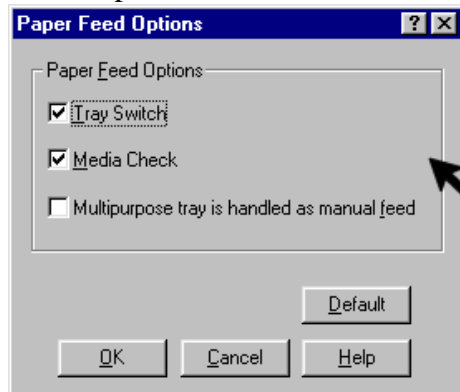 Paper Feed Options
Paper Feed Options
Tray Switch
Media Check
Multipurpose tray is handled as manual feed
Default
OK Cancel Help